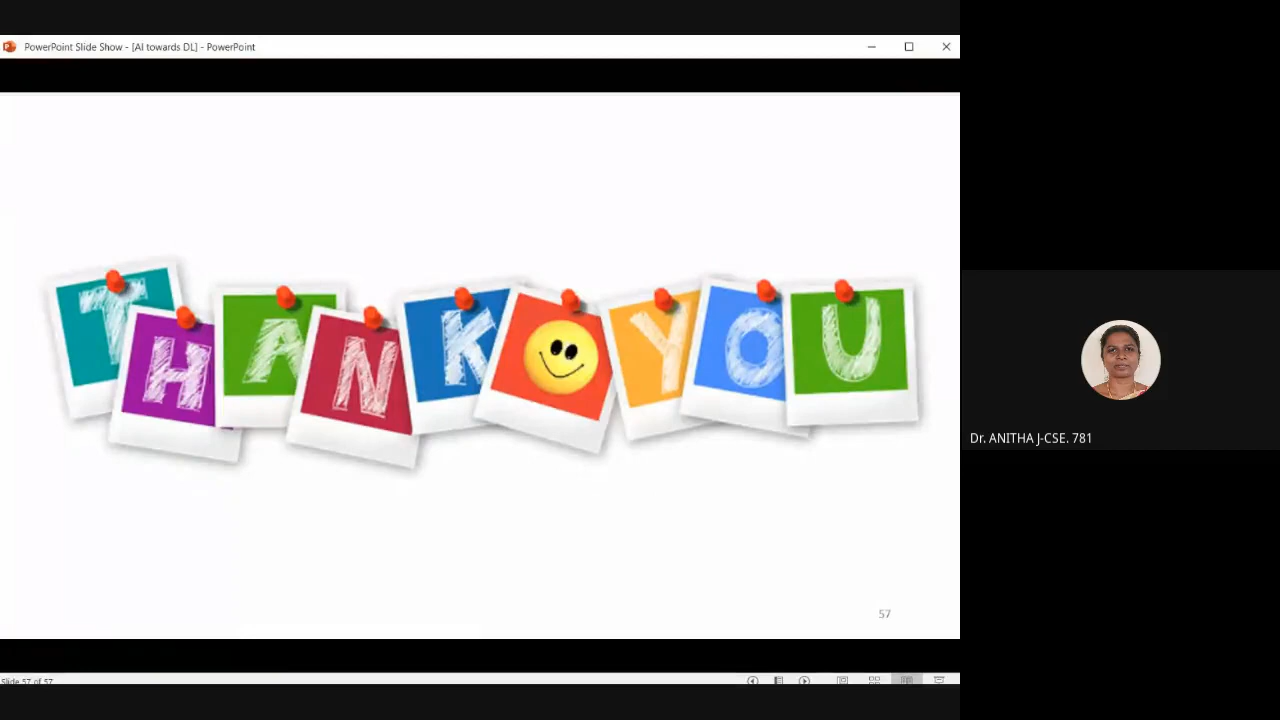 PowerPoint Slide Show - [AI towards DL] - PowerPoint
THANK YOU
Dr. ANITHA J-CSE. 781
57
Slide 57 of 57